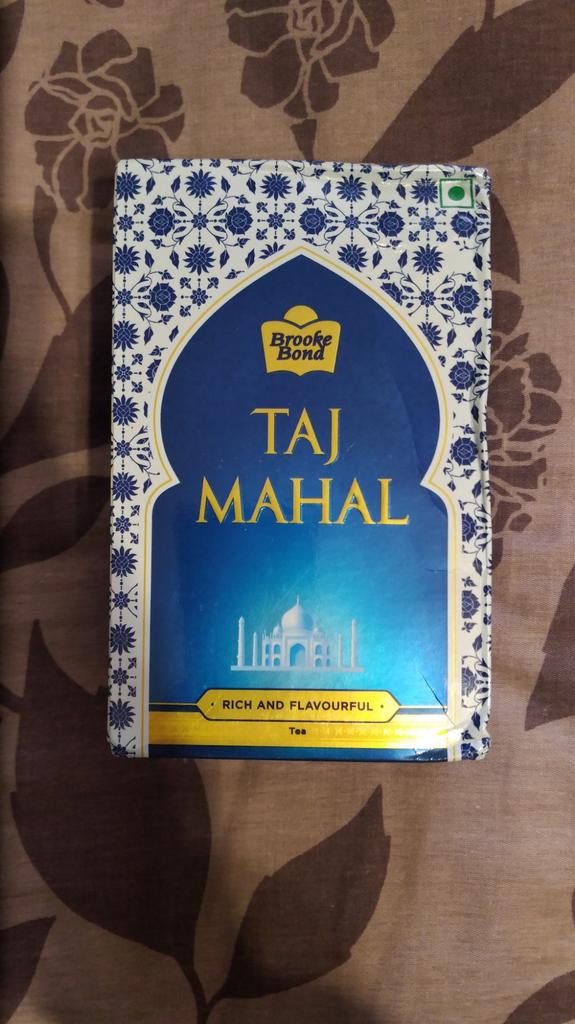 Brooke
Bond
TAJ
MAHAL
RICH AND FLAVOURFUL
Tea